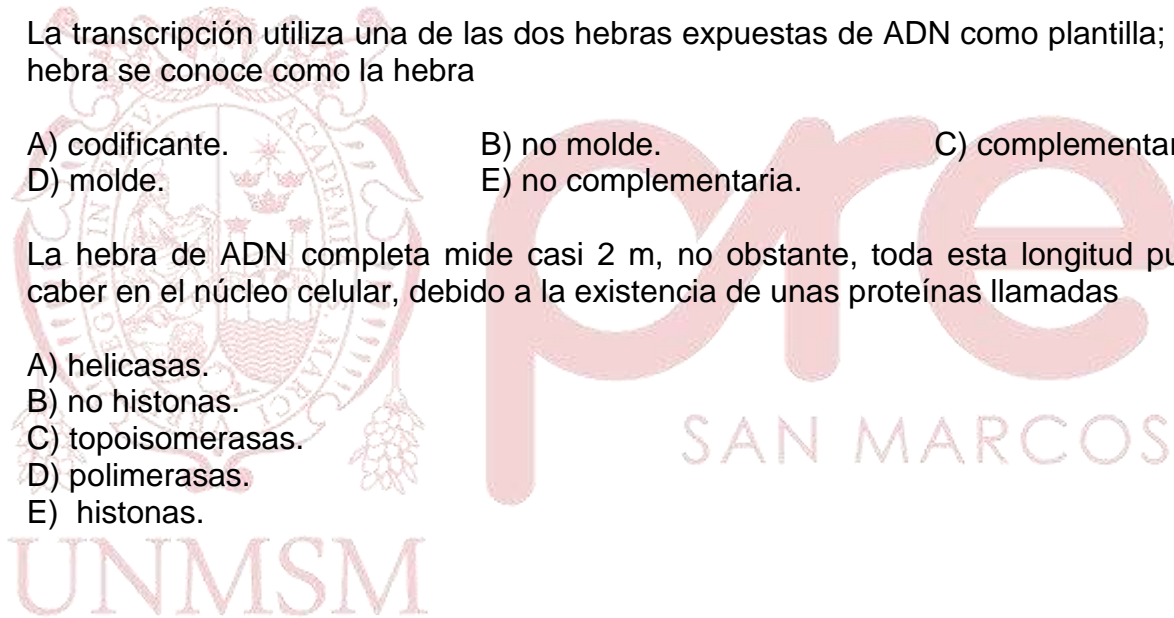 La transcripción utiliza una de las dos hebras expuestas de ADN como plantilla;
hebra se conoce como la hebra
A) codificante. B) no molde. C) complementar
D) molde. E) no complementaria.
La hebra de ADN completa mide casi 2 m, no obstante, toda esta longitud pu
caber en el núcleo celular, debido a la existencia de unas proteínas llamadas
A) helicasas.
B) no histonas.
C) topoisomerasas.
D) polimerasas.
E) histonas.
pre
SAN MARCOS
UNMSM